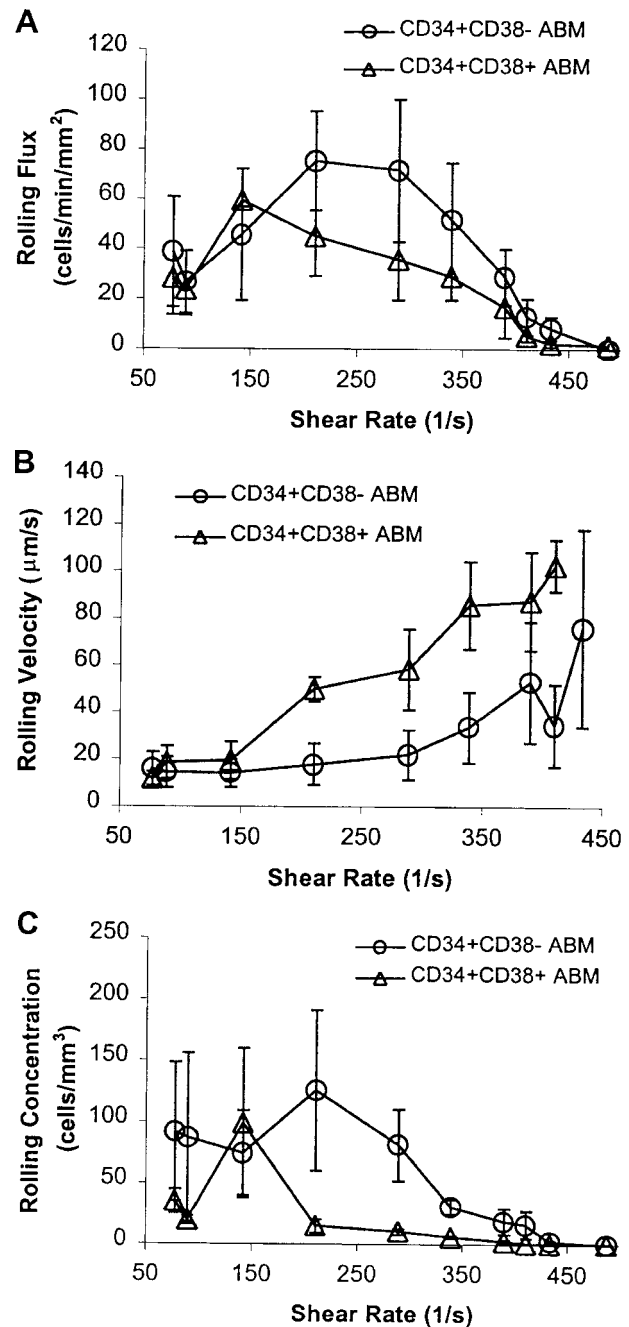 A
CD34+CD38- ABM
CD34+CD38+ ABM
120
100
80
60
40
20
0
Rolling Flux
(cells/min/mm²)
50
150
250
350
450
Shear Rate (1/s)
B
CD34+CD38- ABM
CD34+CD38+ ABM
140
120
100
80
60
40
20
0
Rolling Velocity (µm/s)
50
150
250
350
450
Shear Rate (1/s)
C
CD34+CD38- ABM
CD34+CD38+ ABM
250
200
150
100
50
0
Rolling Concentration
(cells/mm³)
50
150
250
350
450
Shear Rate (1/s)